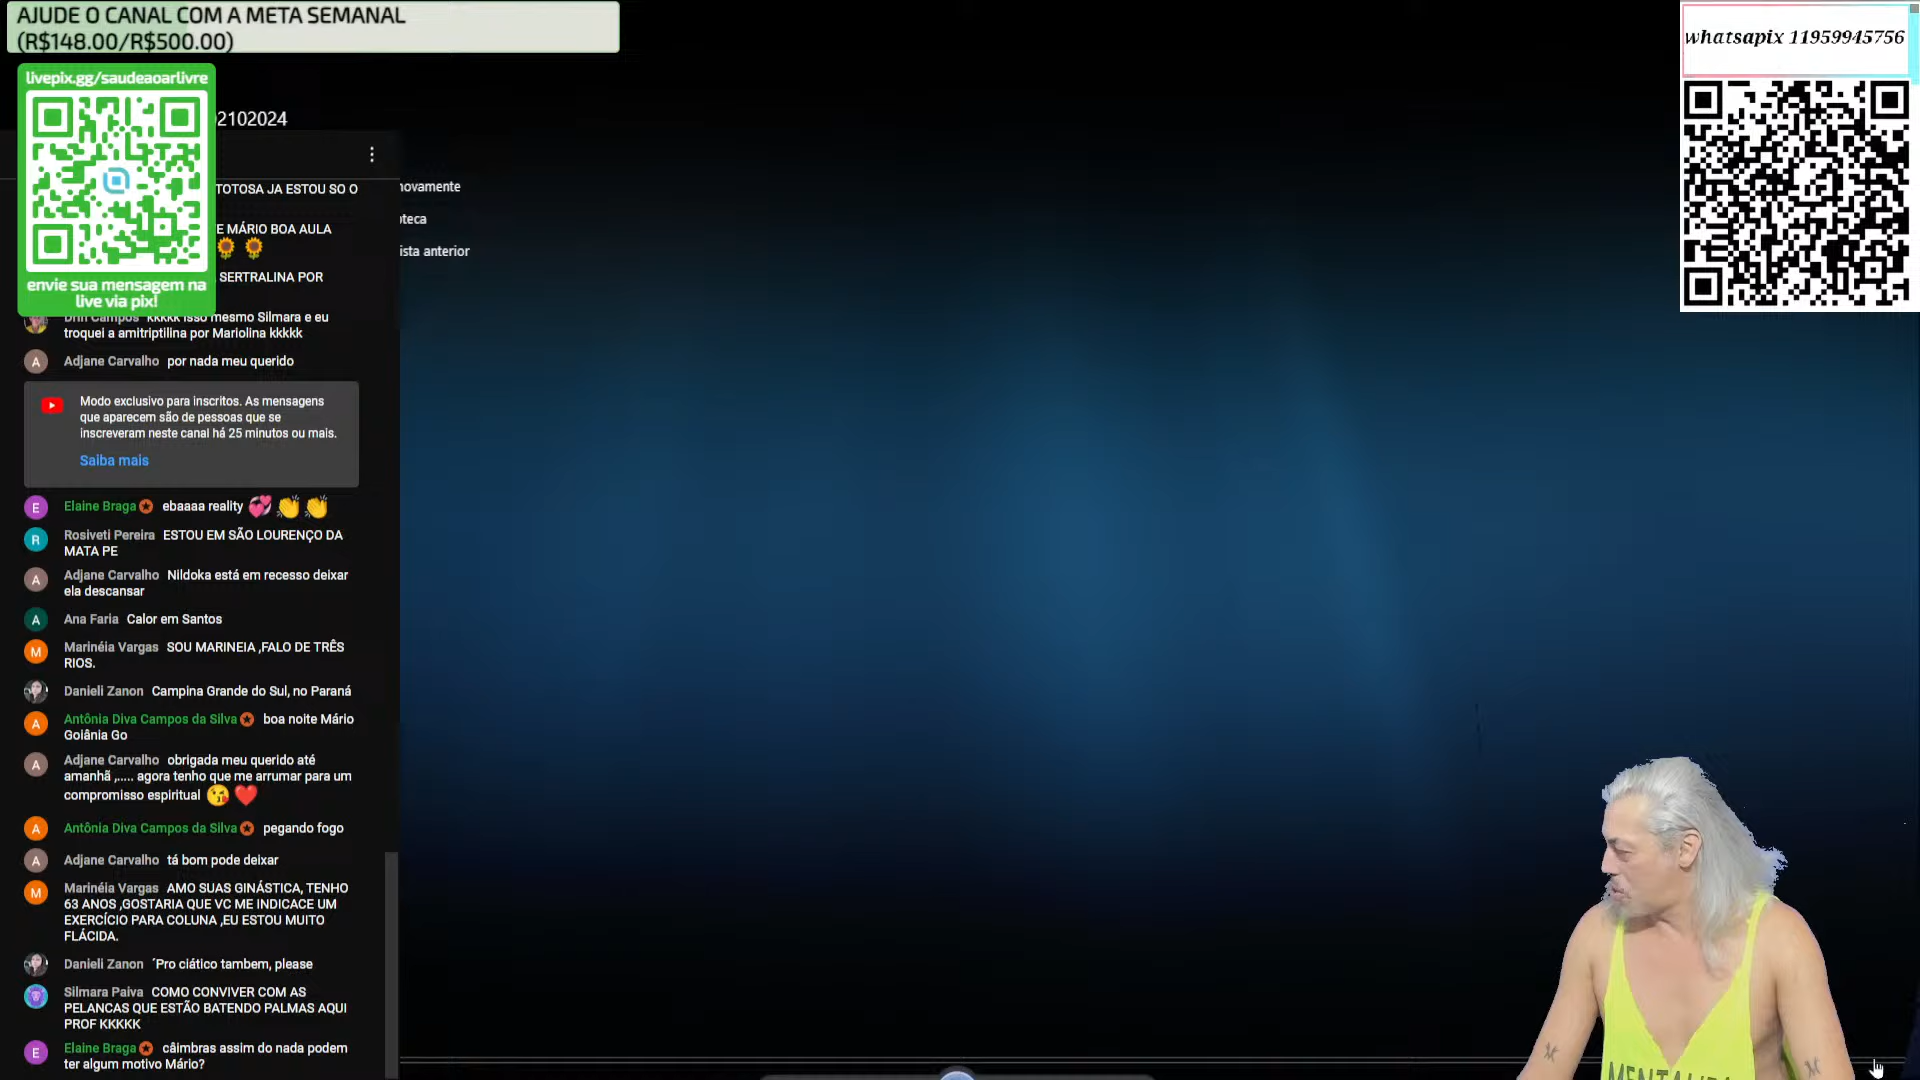 AJUDE O CANAL COM A META SEMANAL
(R$148.00/R$500.00)
livepix.gg/saudeaoarlivre
envie sua mensagem na
live via pix!
whatsapix 11959945756
02102024
novamente
oteca
ista anterior
TOTOSA JA ESTOU SO O
E MÁRIO BOA AULA
SERTRALINA POR
Drih Campos kkkkk isso mesmo Silmara e eu
troquei a amitriptilina por Mariolina kkkkk
Adjane Carvalho por nada meu querido
Modo exclusivo para inscritos. As mensagens
que aparecem são de pessoas que se
inscreveram neste canal há 25 minutos ou mais.
Saiba mais
Elaine Braga ebaaaa reality 💞 👏 👏
Rosiveti Pereira ESTOU EM SÃO LOURENÇO DA
MATA PE
Adjane Carvalho Nildoka está em recesso deixar
ela descansar
Ana Faria Calor em Santos
Marinéia Vargas SOU MARINEIA ,FALO DE TRÊS
RIOS.
Danieli Zanon Campina Grande do Sul, no Paraná
Antônia Diva Campos da Silva boa noite Mário
Goiânia Go
Adjane Carvalho obrigada meu querido até
amanhã ,..... agora tenho que me arrumar para um
compromisso espiritual 😘 ❤️
Antônia Diva Campos da Silva pegando fogo
Adjane Carvalho tá bom pode deixar
Marinéia Vargas AMO SUAS GINÁSTICA, TENHO
63 ANOS ,GOSTARIA QUE VC ME INDICACE UM
EXERCÍCIO PARA COLUNA ,EU ESTOU MUITO
FLÁCIDA.
Danieli Zanon ´Pro ciático tambem, please
Silmara Paiva COMO CONVIVER COM AS
PELANCAS QUE ESTÃO BATENDO PALMAS AQUI
PROF KKKKK
Elaine Braga câimbras assim do nada podem
ter algum motivo Mário?